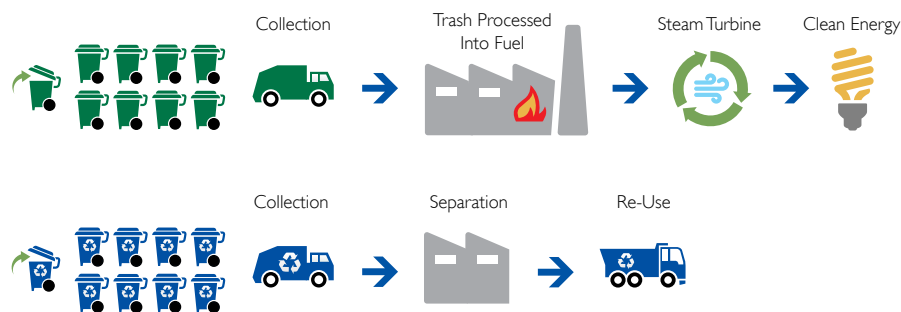 Collection
Trash Processed
Into Fuel
Steam Turbine
Clean Energy
Collection
Separation
Re-Use